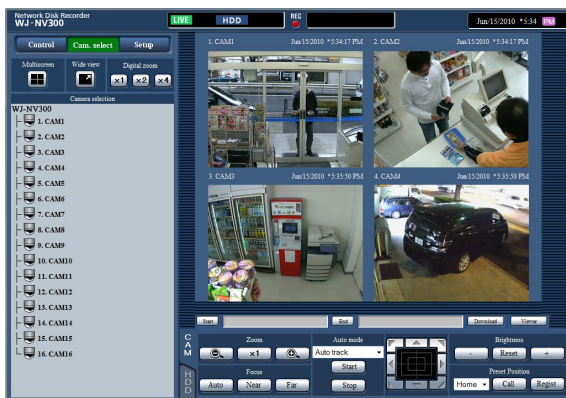 Network Disk Recorder
WJ-NV300
LIVE HDD REC Jun/15/2010 *5:34 PM
Control Cam. select Setup
Multiscreen Wide view Digital zoom
x1 x2 x4
Camera selection
WJ-NV300
1. CAM1
2. CAM2
3. CAM3
4. CAM4
5. CAM5
6. CAM6
7. CAM7
8. CAM8
9. CAM9
10. CAM10
11. CAM11
12. CAM12
13. CAM13
14. CAM14
15. CAM15
16. CAM16
1. CAM1 Jun/15/2010 *5:34:17 PM
2. CAM2 Jun/15/2010 *5:34:17 PM
3. CAM3 Jun/15/2010 *5:35:50 PM
4. CAM4 Jun/15/2010 *5:35:50 PM
Start End Download Viewer
CAM
HDD
Zoom
x1
Focus
Auto Near Far
Auto mode
Auto track
Start
Stop
Brightness
- Reset +
Preset Position
Home Call Regist